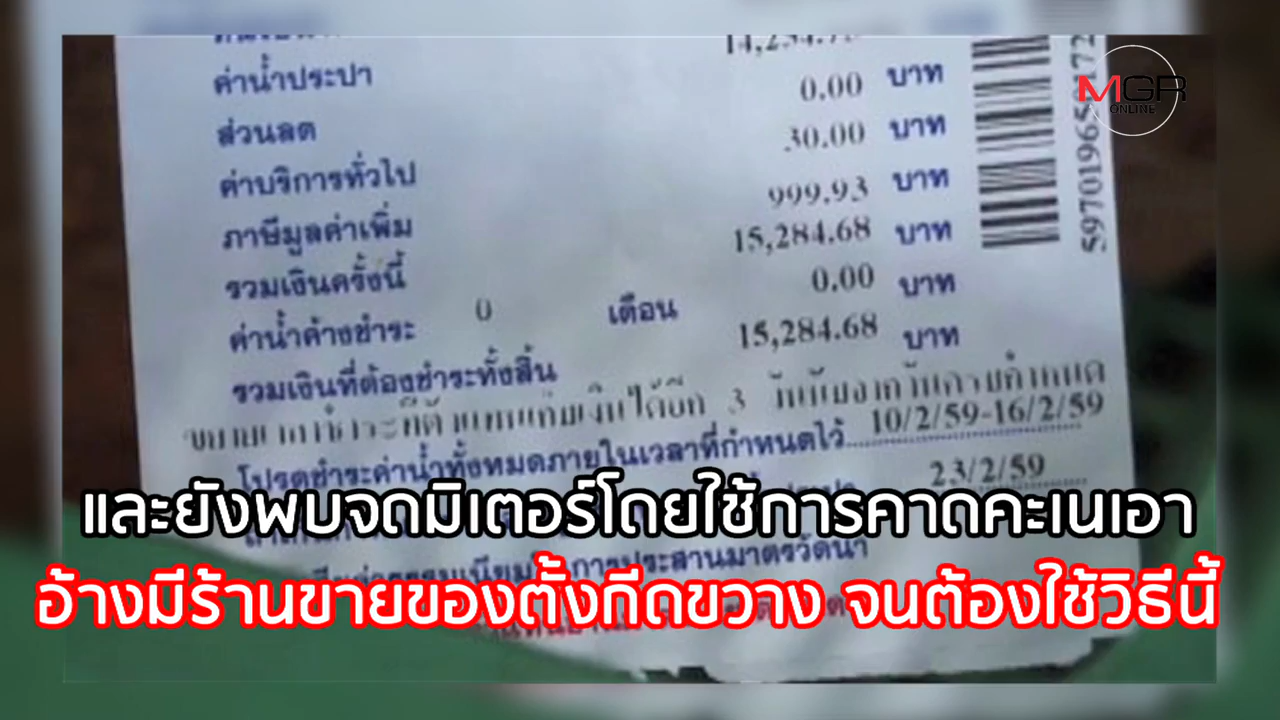 ค่าน้ำประปา 0.00 บาท
ส่วนลด 30.00 บาท
ค่าบริการทั่วไป 999.93 บาท
ภาษีมูลค่าเพิ่ม 15,284.68 บาท
รวมเงินครั้งนี้ 0.00 บาท
ค่าน้ำค้างชำระ 0 เดือน 15,284.68 บาท
รวมเงินที่ต้องชำระทั้งสิ้น
โปรดชำระค่าน้ำทั้งหมดภายในเวลาที่กำหนดไว้ 10/2/59-16/2/59
23/2/59
MGR
ONLINE
และยังพบจดมิเตอร์โดยใช้การคาดคะเนเอา
อ้างมีร้านขายของตั้งกีดขวาง จนต้องใช้วิธีนี้